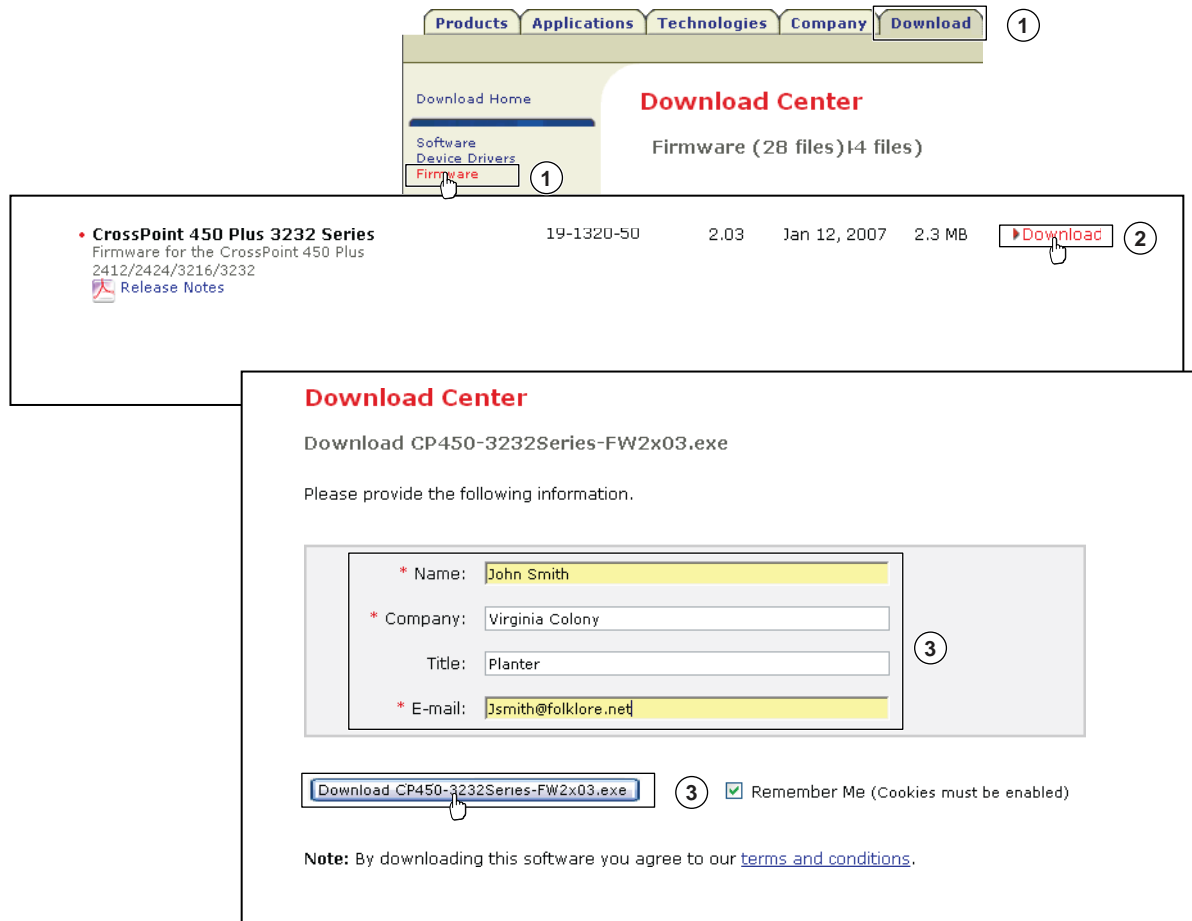 Products Applications Technologies Company Download 1
Download Home
Download Center
Software
Device Drivers
Firmware 1
Firmware (28 files)
4 files)
• CrossPoint 450 Plus 3232 Series 19-1320-50 2.03 Jan 12, 2007 2.3 MB Download 2
Firmware for the CrossPoint 450 Plus
2412/2424/3216/3232
Release Notes
Download Center
Download CP450-3232Series-FW2x03.exe
Please provide the following information.
* Name: John Smith
* Company: Virginia Colony
3
Title: Planter
* E-mail: Jsmith@folklore.net
Download CP450-3232Series-FW2x03.exe 3 Remember Me (Cookies must be enabled)
Note: By downloading this software you agree to our terms and conditions.